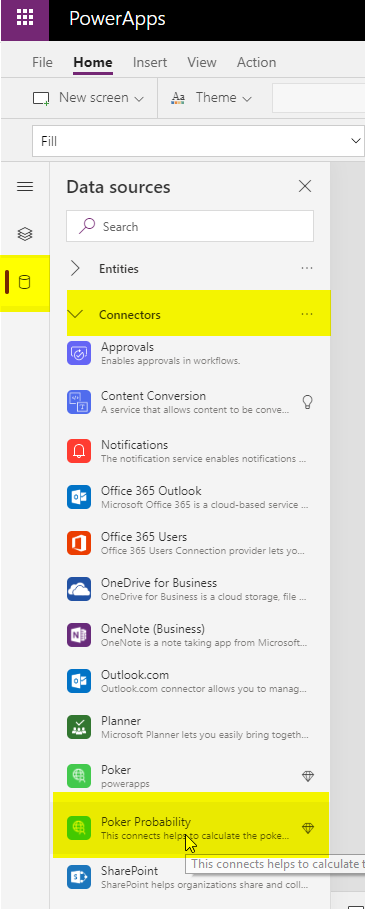 PowerApps
File Home Insert View Action
New screen Theme
Fill
Data sources
Search
Entities ...
Connectors ...
Approvals
Enables approvals in workflows.
Content Conversion
A service that allows content to be conve...
Notifications
The notification service enables notifications ...
Office 365 Outlook
Microsoft Office 365 is a cloud-based service ...
Office 365 Users
Office 365 Users Connection provider lets yo...
OneDrive for Business
OneDrive for Business is a cloud storage, file ...
OneNote (Business)
OneNote is a note taking app from Microsoft...
Outlook.com
Outlook.com connector allows you to manag...
Planner
Microsoft Planner lets you easily bring togeth...
Poker
powerapps
Poker Probability
This connects helps to calculate the poke...
This connects helps to calculate t
SharePoint
SharePoint helps organizations share and coll...